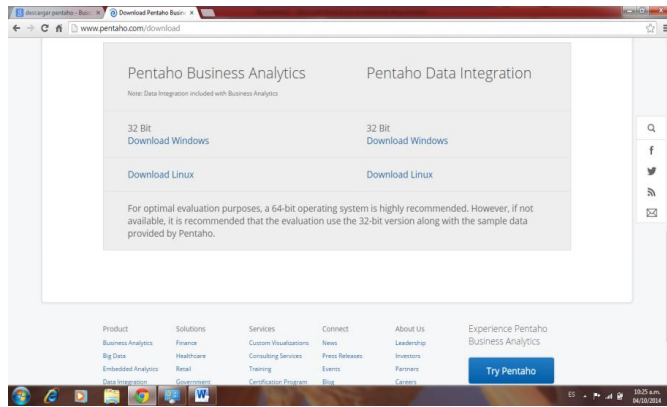 descargar pentaho - Busc
Download Pentaho Busin
www.pentaho.com/download
Pentaho Business Analytics
Pentaho Data Integration
Note: Data Integration included with Business Analytics
32 Bit
Download Windows
32 Bit
Download Windows
Download Linux
Download Linux
For optimal evaluation purposes, a 64-bit operating system is highly recommended. However, if not
available, it is recommended that the evaluation use the 32-bit version along with the sample data
provided by Pentaho.
Product Solutions Services Connect About Us
Business Analytics Finance Custom Visualizations News Leadership
Big Data Healthcare Consulting Services Press Releases Investors
Embedded Analytics Retail Training Events Partners
Data Integration Government Certification Program Blog Careers
Experience Pentaho
Business Analytics
Try Pentaho
ES
10:25 a.m.
04/10/2014